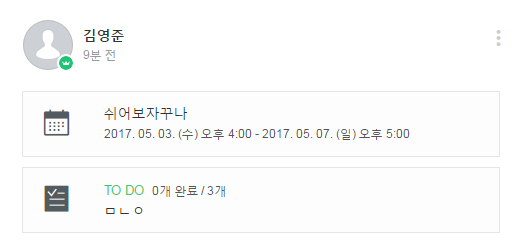 김영준
9분 전
쉬어보자꾸나
2017. 05. 03. (수) 오후 4:00 - 2017. 05. 07. (일) 오후 5:00
TO DO 0개 완료 / 3개
ㅁㄴㅇ